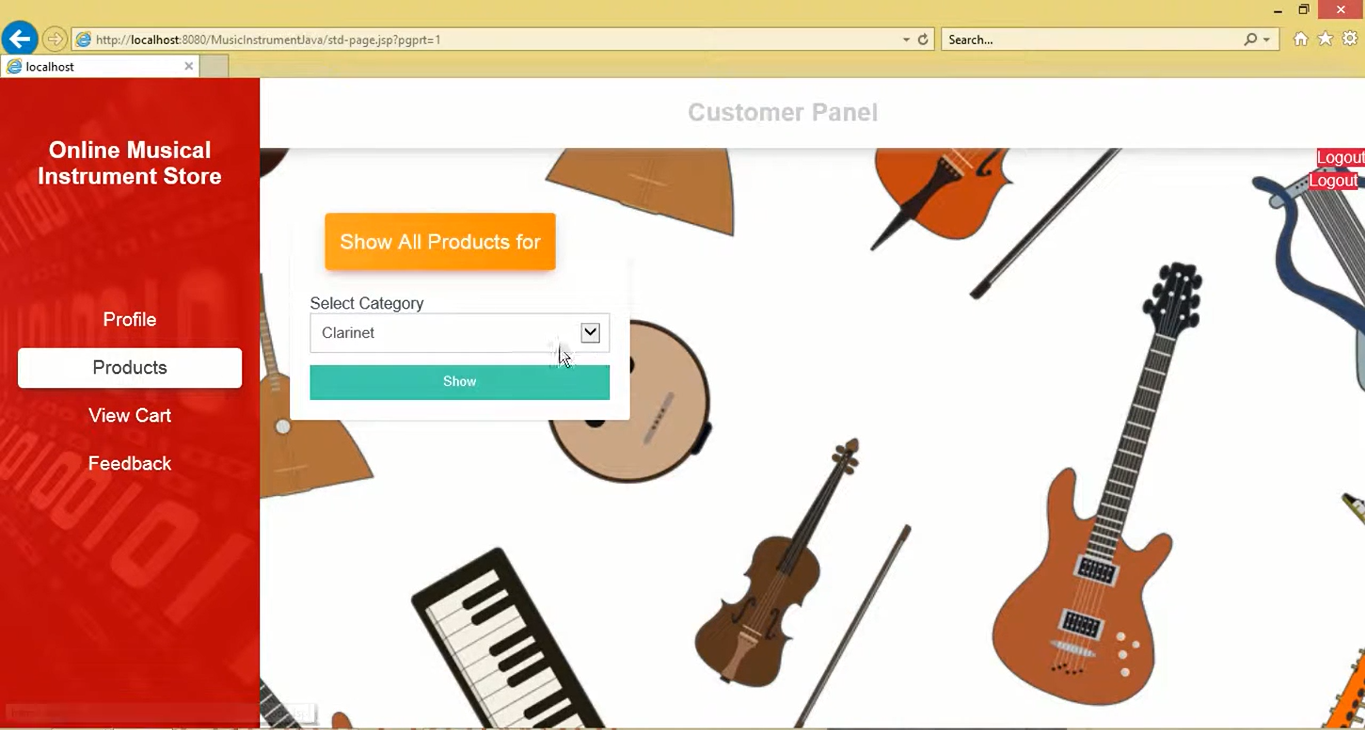 http://localhost:8080/MusicInstrumentJava/std-page.jsp?pgprt=1
Search...
localhost
Online Musical
Instrument Store
Customer Panel
Logout
Logout
Show All Products for
Select Category
Clarinet
Show
Profile
Products
View Cart
Feedback